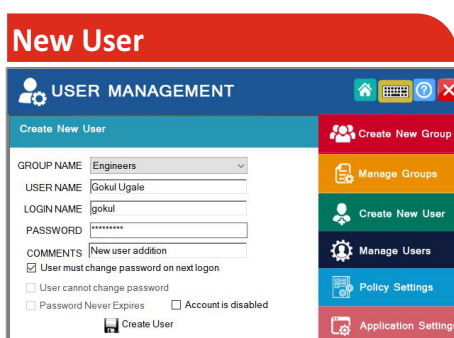 New User
USER MANAGEMENT
?
Create New User
GROUP NAME Engineers
USER NAME Gokul Ugale
LOGIN NAME gokul
PASSWORD *********
COMMENTS New user addition
User must change password on next logon
User cannot change password
Password Never Expires Account is disabled
Create User
Create New Group
Manage Groups
Create New User
Manage Users
Policy Settings
Application Setting